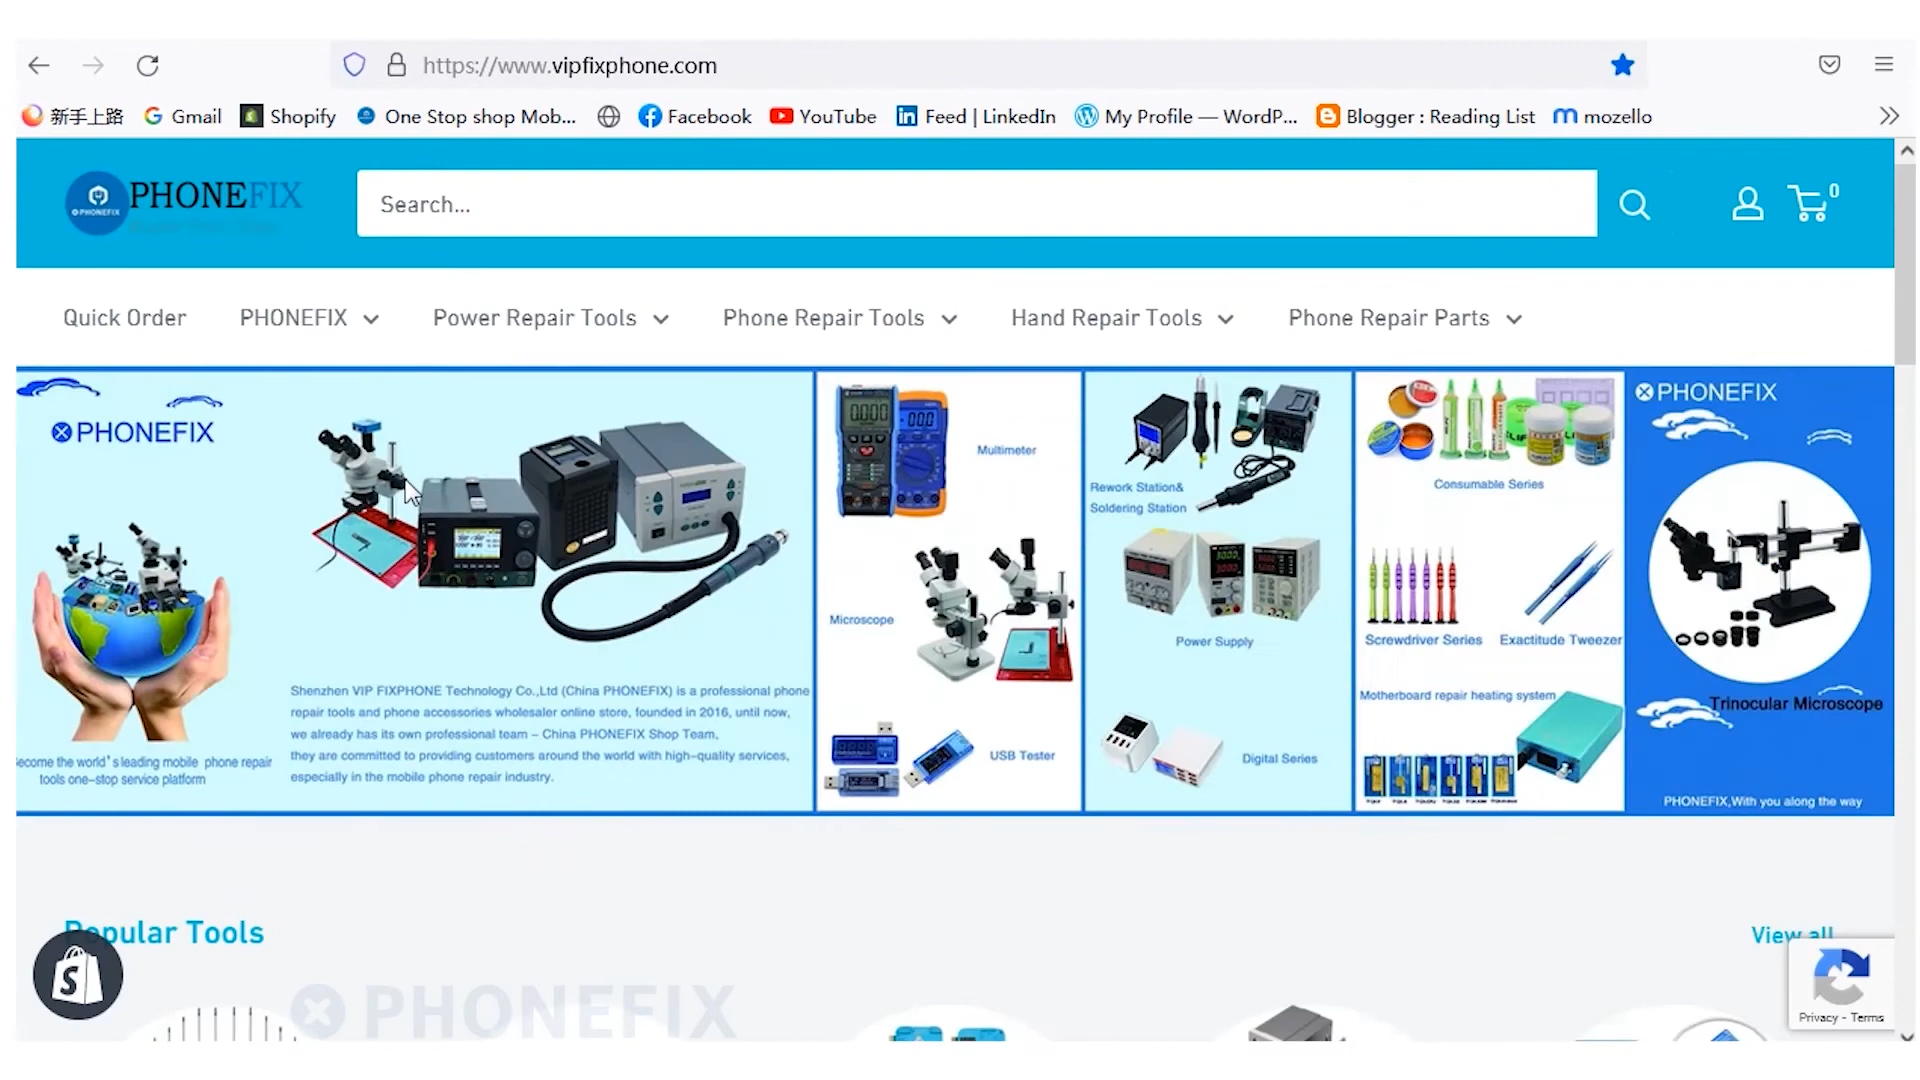 https://www.vipfixphone.com
新手上路 Gmail Shopify One Stop shop Mob... Facebook YouTube Feed | LinkedIn My Profile — WordP... Blogger : Reading List mozello
PHONEFIX
PHONEFIX
Search...
0
Quick Order PHONEFIX Power Repair Tools Phone Repair Tools Hand Repair Tools Phone Repair Parts
PHONEFIX
ecome the world's leading mobile phone repair
tools one-stop service platform
Shenzhen VIP FIXPHONE Technology Co.,Ltd (China PHONEFIX) is a professional phone
repair tools and phone accessories wholesaler online store, founded in 2016, until now,
we already has its own professional team – China PHONEFIX Shop Team,
they are committed to providing customers around the world with high-quality services,
especially in the mobile phone repair industry.
Multimeter
Microscope
USB Tester
Rework Station&
Soldering Station
Power Supply
Digital Series
Consumable Series
Screwdriver Series Exactitude Tweezer
Motherboard repair heating system
PHONEFIX
Trinocular Microscope
PHONEFIX,With you along the way
Popular Tools
View all
PHONEFIX
Privacy - Terms